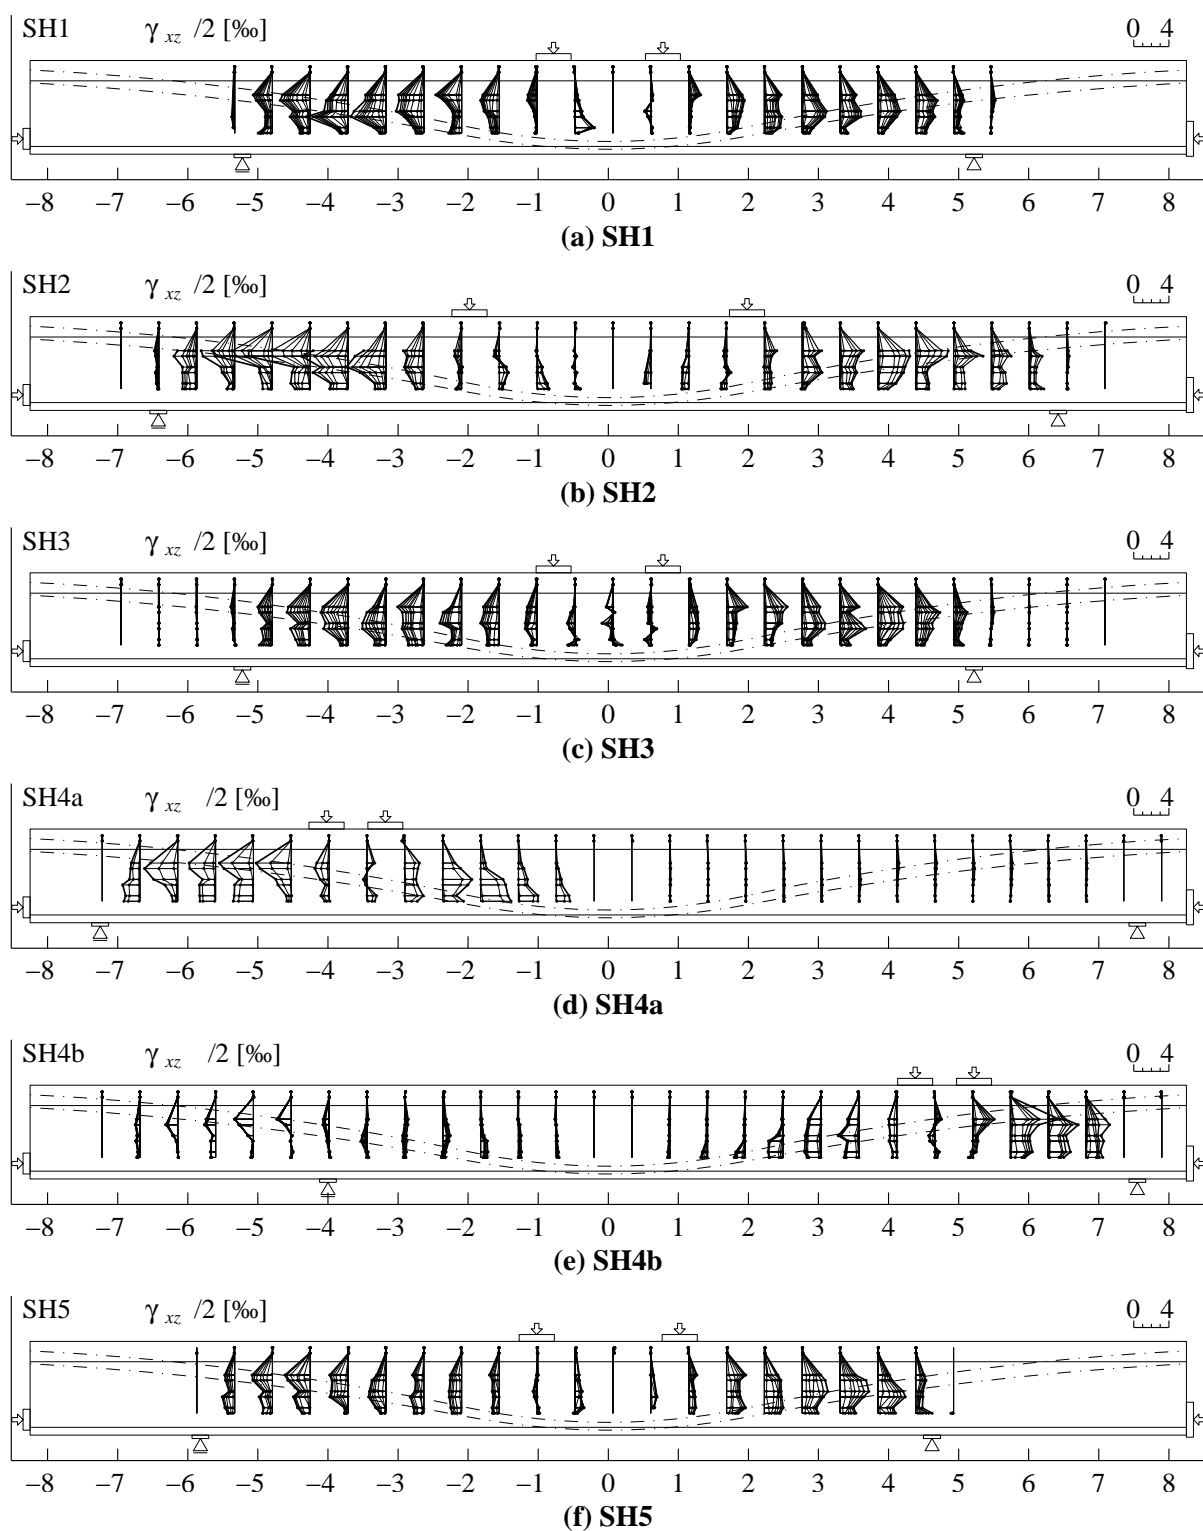 SH1 γ xz /2 [‰] 0 4
−8 −7 −6 −5 −4 −3 −2 −1 0 1 2 3 4 5 6 7 8
(a) SH1
SH2 γ xz /2 [‰] 0 4
−8 −7 −6 −5 −4 −3 −2 −1 0 1 2 3 4 5 6 7 8
(b) SH2
SH3 γ xz /2 [‰] 0 4
−8 −7 −6 −5 −4 −3 −2 −1 0 1 2 3 4 5 6 7 8
(c) SH3
SH4a γ xz /2 [‰] 0 4
−8 −7 −6 −5 −4 −3 −2 −1 0 1 2 3 4 5 6 7 8
(d) SH4a
SH4b γ xz /2 [‰] 0 4
−8 −7 −6 −5 −4 −3 −2 −1 0 1 2 3 4 5 6 7 8
(e) SH4b
SH5 γ xz /2 [‰] 0 4
−8 −7 −6 −5 −4 −3 −2 −1 0 1 2 3 4 5 6 7 8
(f) SH5